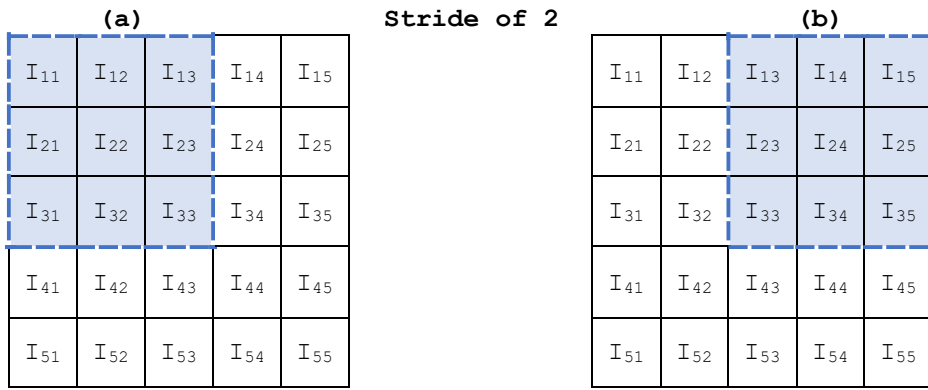 (a) Stride of 2 (b)
I₁₁ I₁₂ I₁₃ I₁₄ I₁₅ I₁₁ I₁₂ I₁₃ I₁₄ I₁₅
I₂₁ I₂₂ I₂₃ I₂₄ I₂₅ I₂₁ I₂₂ I₂₃ I₂₄ I₂₅
I₃₁ I₃₂ I₃₃ I₃₄ I₃₅ I₃₁ I₃₂ I₃₃ I₃₄ I₃₅
I₄₁ I₄₂ I₄₃ I₄₄ I₄₅ I₄₁ I₄₂ I₄₃ I₄₄ I₄₅
I₅₁ I₅₂ I₅₃ I₅₄ I₅₅ I₅₁ I₅₂ I₅₃ I₅₄ I₅₅